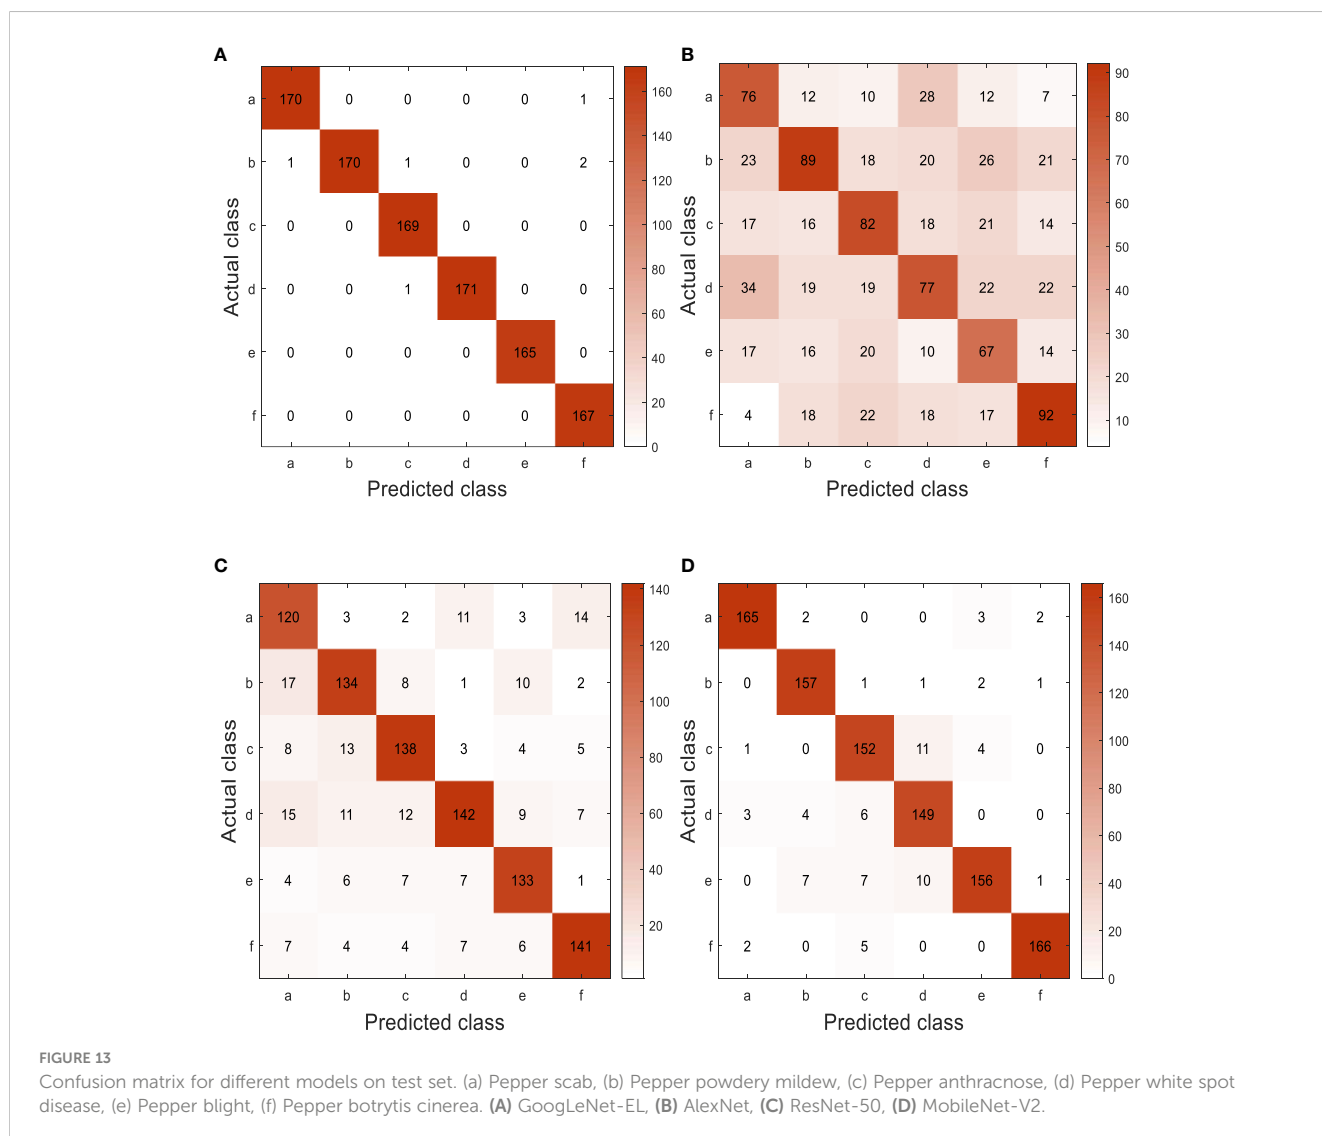 A
a 170 0 0 0 0 1
b 1 170 1 0 0 2
c 0 0 169 0 0 0
d 0 0 1 171 0 0
e 0 0 0 0 165 0
f 0 0 0 0 0 167
a b c d e f
Predicted class
Actual class
160
140
120
100
80
60
40
20
0
B
a 76 12 10 28 12 7
b 23 89 18 20 26 21
c 17 16 82 18 21 14
d 34 19 19 77 22 22
e 17 16 20 10 67 14
f 4 18 22 18 17 92
a b c d e f
Predicted class
Actual class
90
80
70
60
50
40
30
20
10
C
a 120 3 2 11 3 14
b 17 134 8 1 10 2
c 8 13 138 3 4 5
d 15 11 12 142 9 7
e 4 6 7 7 133 1
f 7 4 4 7 6 141
a b c d e f
Predicted class
Actual class
140
120
100
80
60
40
20
D
a 165 2 0 0 3 2
b 0 157 1 1 2 1
c 1 0 152 11 4 0
d 3 4 6 149 0 0
e 0 7 7 10 156 1
f 2 0 5 0 0 166
a b c d e f
Predicted class
Actual class
160
140
120
100
80
60
40
20
0
FIGURE 13
Confusion matrix for different models on test set. (a) Pepper scab, (b) Pepper powdery mildew, (c) Pepper anthracnose, (d) Pepper white spot
disease, (e) Pepper blight, (f) Pepper botrytis cinerea. (A) GoogLeNet-EL, (B) AlexNet, (C) ResNet-50, (D) MobileNet-V2.